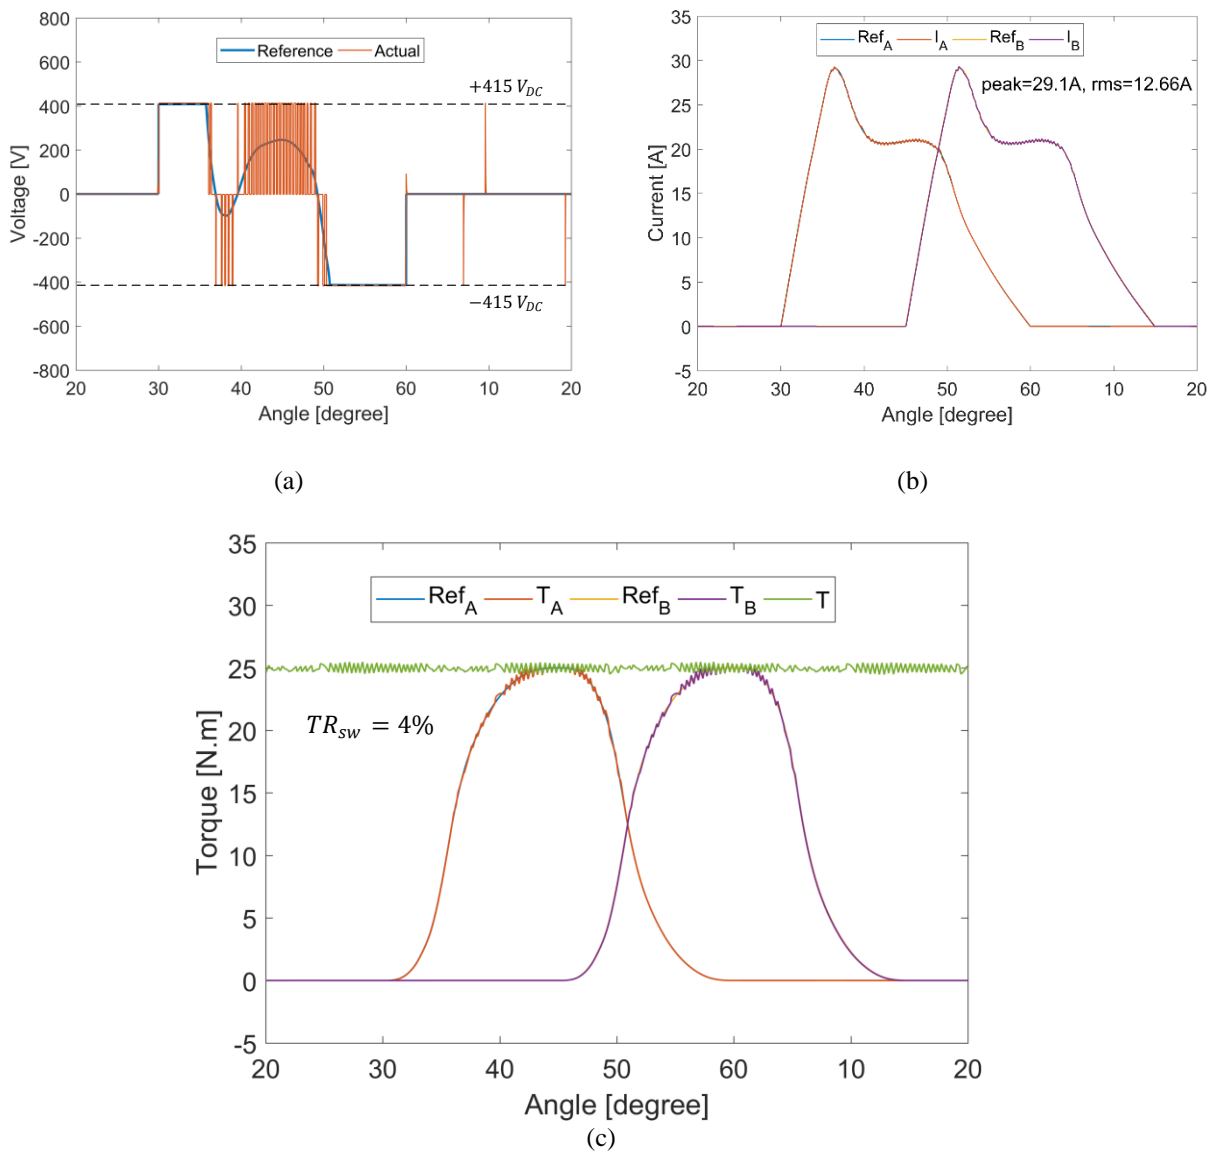 800
600
400
200
0
-200
-400
-600
-800
Voltage [V]
Reference Actual
+415 V_DC
−415 V_DC
20 30 40 50 60 10 20
Angle [degree]
(a)
35
30
25
20
15
10
5
0
-5
Current [A]
Ref_A I_A Ref_B I_B
peak=29.1A, rms=12.66A
20 30 40 50 60 10 20
Angle [degree]
(b)
35
30
25
20
15
10
5
0
-5
Torque [N.m]
Ref_A T_A Ref_B T_B T
TR_sw = 4%
20 30 40 50 60 10 20
Angle [degree]
(c)